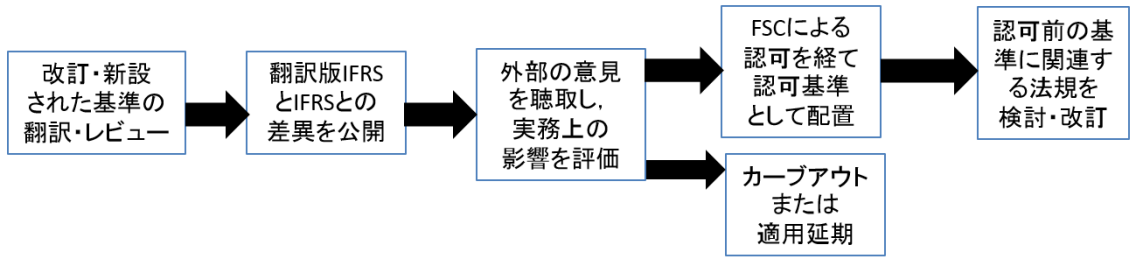 改訂・新設
された基準の
翻訳・レビュー
翻訳版IFRS
とIFRSとの
差異を公開
外部の意見
を聴取し,
実務上の
影響を評価
FSCによる
認可を経て
認可基準
として配置
認可前の基
準に関連す
る法規を
検討・改訂
カーブアウト
または
適用延期